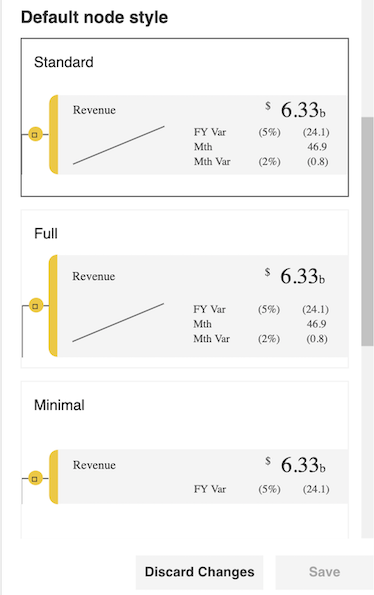 Default node style
Standard
Revenue $ 6.33b
FY Var (5%) (24.1)
Mth 46.9
Mth Var (2%) (0.8)
Full
Revenue $ 6.33b
FY Var (5%) (24.1)
Mth 46.9
Mth Var (2%) (0.8)
Minimal
Revenue $ 6.33b
FY Var (5%) (24.1)
Discard Changes Save